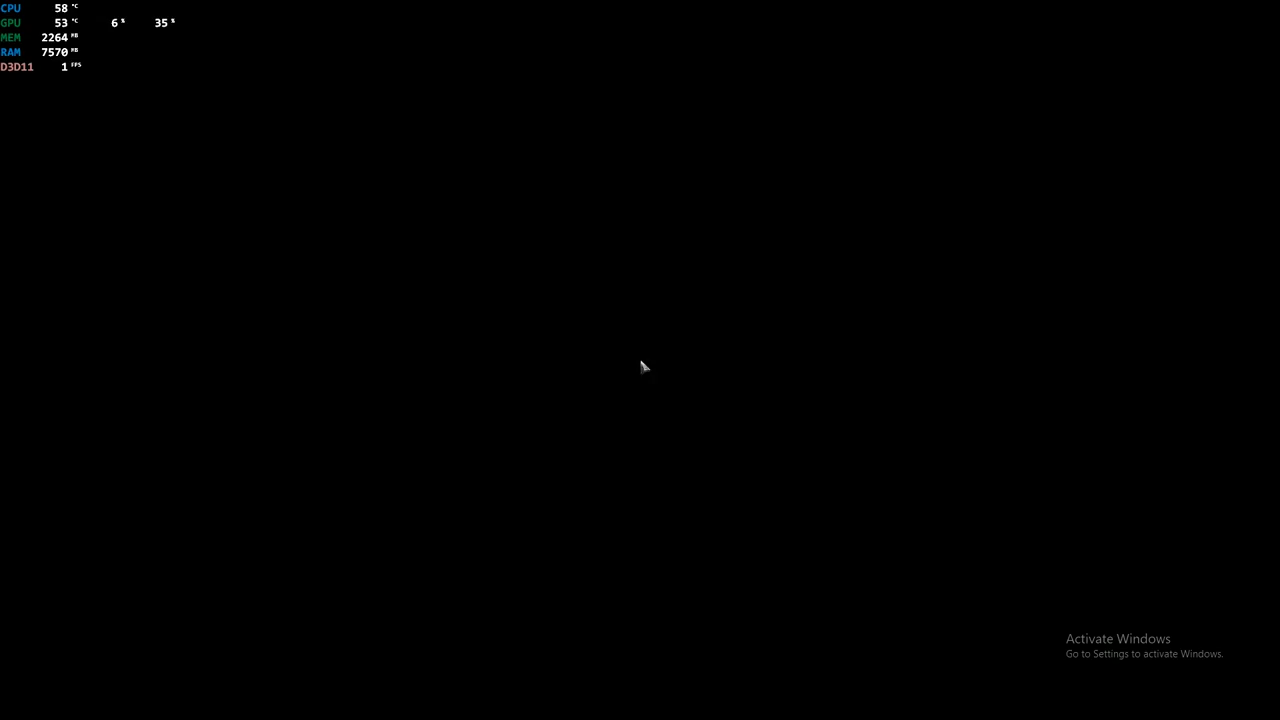 CPU 58 °C
GPU 53 °C 6 % 35 %
MEM 2264 MB
RAM 7570 MB
D3D11 1 FPS
Activate Windows
Go to Settings to activate Windows.